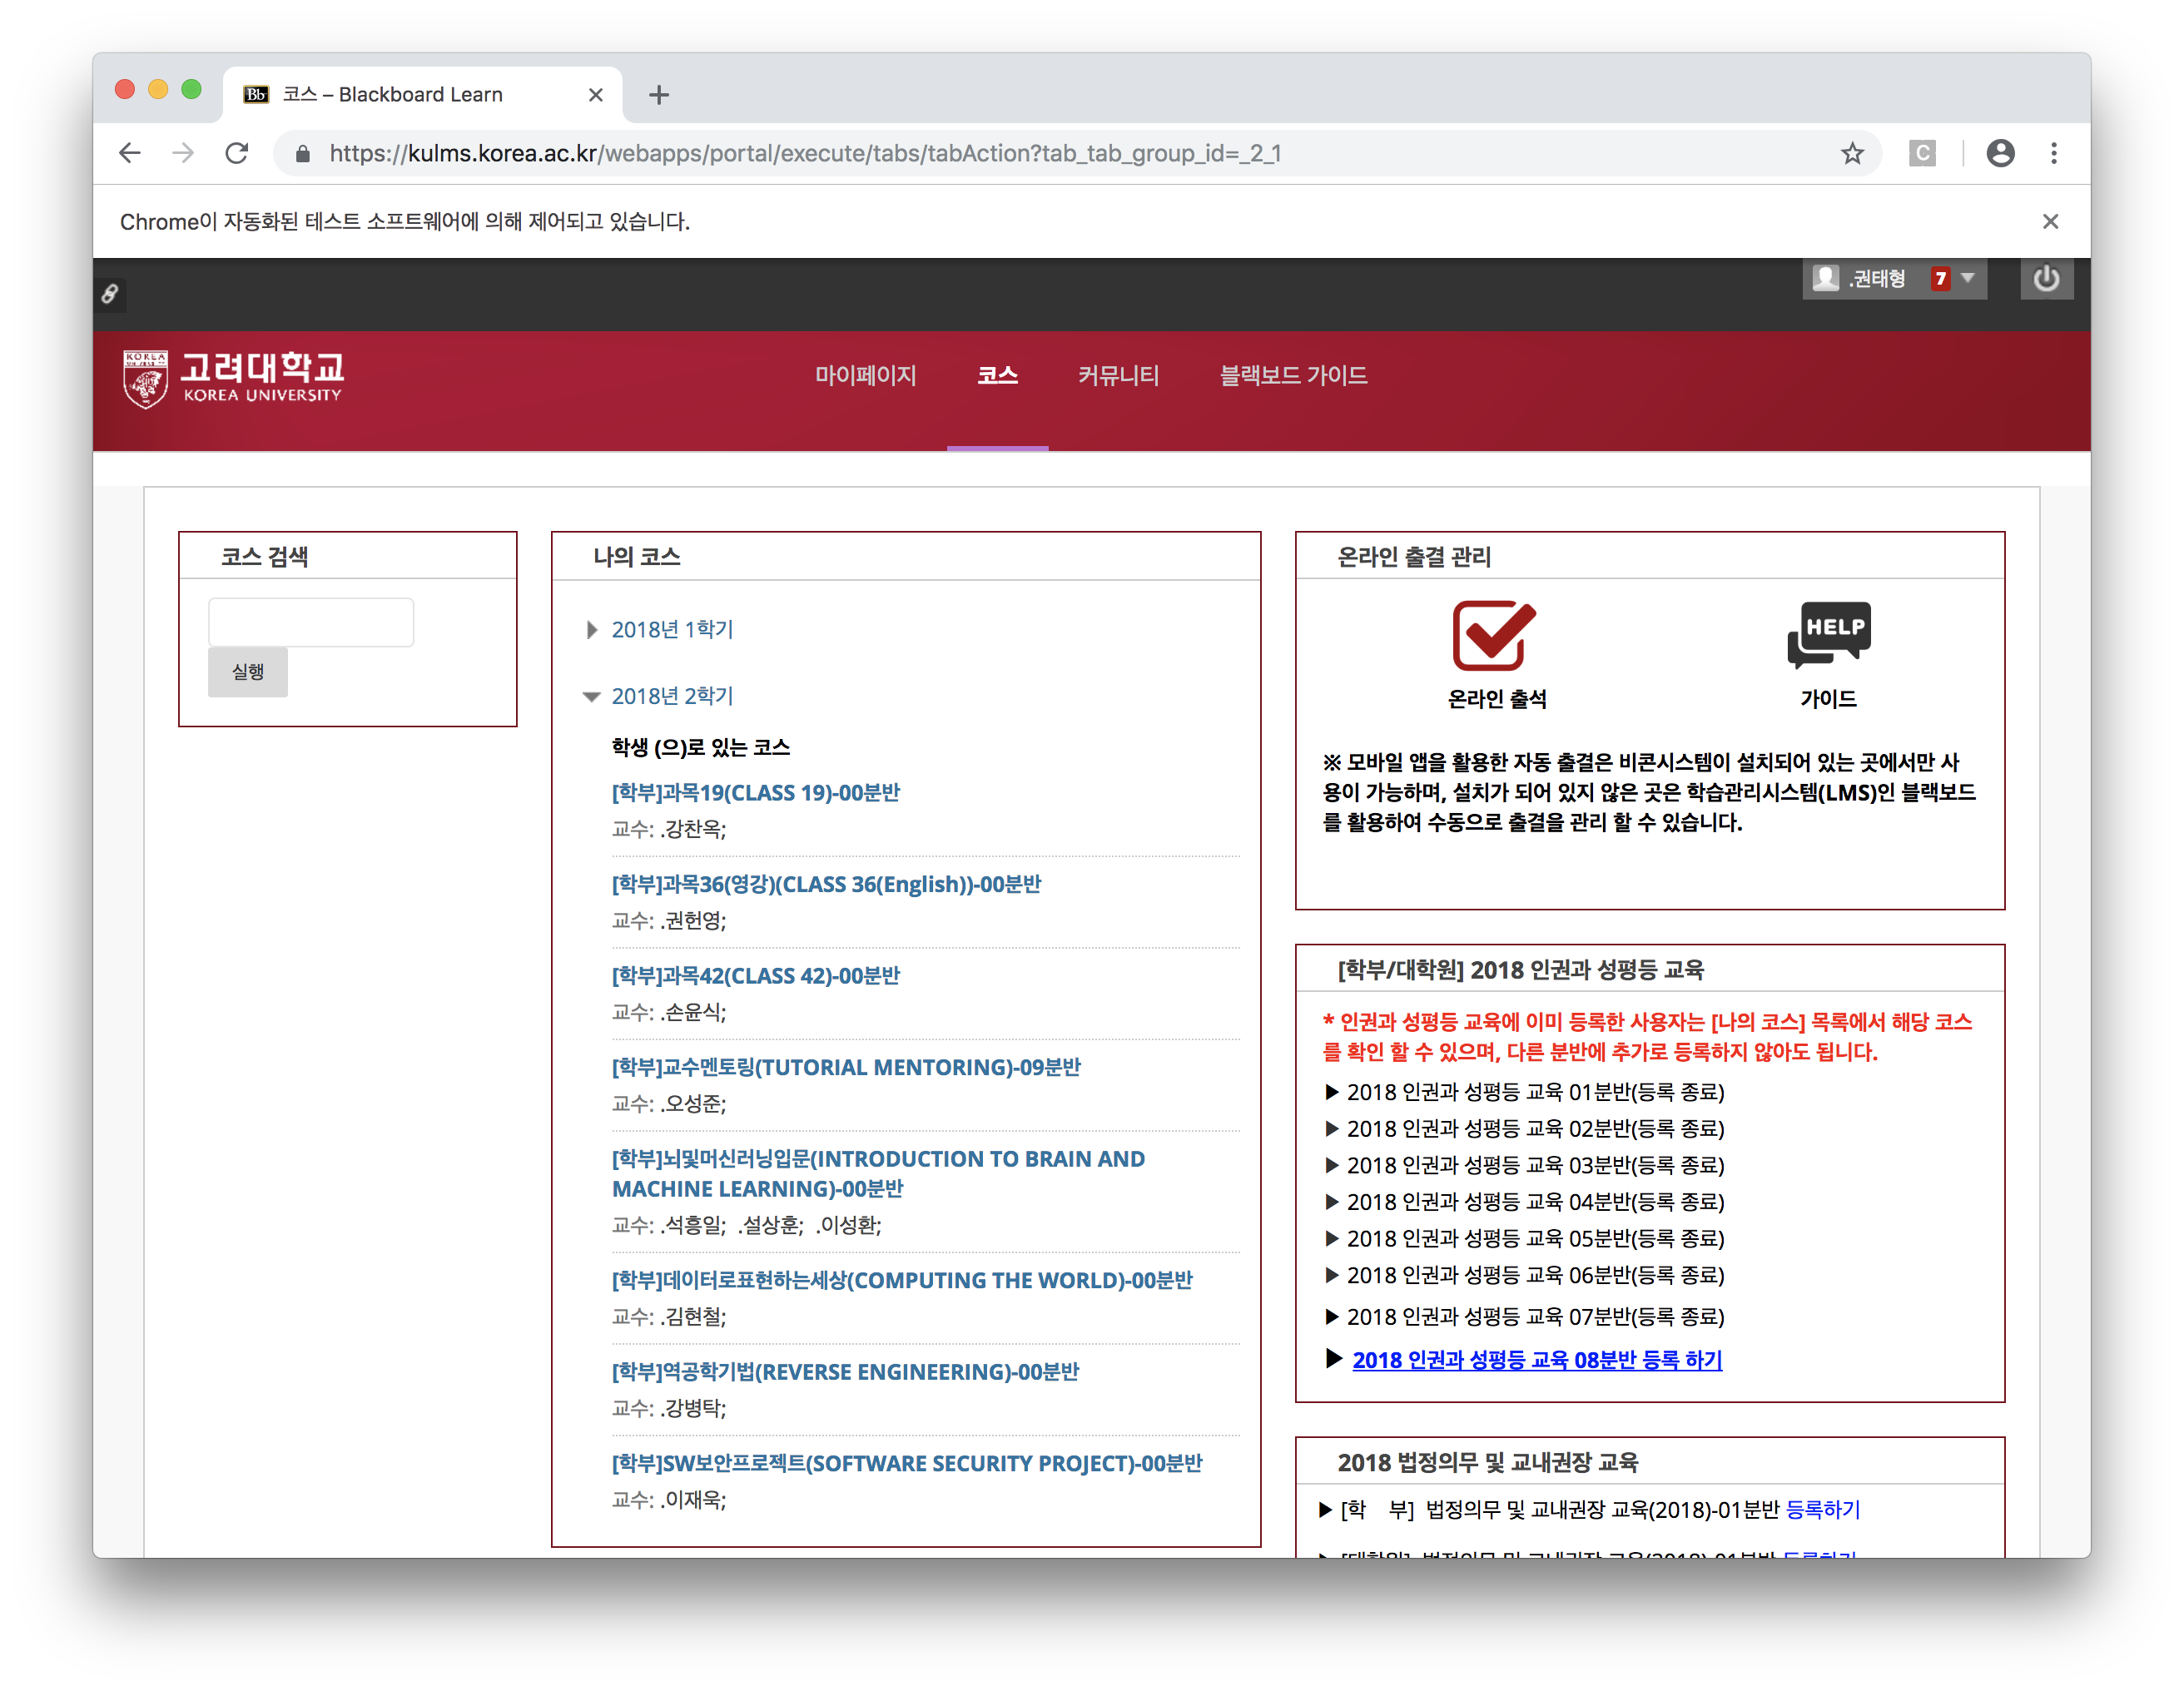 Bb 코스 – Blackboard Learn
https://kulms.korea.ac.kr/webapps/portal/execute/tabs/tabAction?tab_tab_group_id=_2_1
C
Chrome이 자동화된 테스트 소프트웨어에 의해 제어되고 있습니다.
.권태형 7
KOREA
고려대학교
KOREA UNIVERSITY
마이페이지 코스 커뮤니티 블랙보드 가이드
코스 검색
실행
나의 코스
2018년 1학기
2018년 2학기
학생 (으)로 있는 코스
[학부]과목19(CLASS 19)-00분반
교수: .강찬옥;
[학부]과목36(영강)(CLASS 36(English))-00분반
교수: .권헌영;
[학부]과목42(CLASS 42)-00분반
교수: .손윤식;
[학부]교수멘토링(TUTORIAL MENTORING)-09분반
교수: .오성준;
[학부]뇌및머신러닝입문(INTRODUCTION TO BRAIN AND
MACHINE LEARNING)-00분반
교수: .석흥일; .설상훈; .이성환;
[학부]데이터로표현하는세상(COMPUTING THE WORLD)-00분반
교수: .김현철;
[학부]역공학기법(REVERSE ENGINEERING)-00분반
교수: .강병탁;
[학부]SW보안프로젝트(SOFTWARE SECURITY PROJECT)-00분반
교수: .이재욱;
온라인 출결 관리
HELP
온라인 출석 가이드
※ 모바일 앱을 활용한 자동 출결은 비콘시스템이 설치되어 있는 곳에서만 사
용이 가능하며, 설치가 되어 있지 않은 곳은 학습관리시스템(LMS)인 블랙보드
를 활용하여 수동으로 출결을 관리 할 수 있습니다.
[학부/대학원] 2018 인권과 성평등 교육
* 인권과 성평등 교육에 이미 등록한 사용자는 [나의 코스] 목록에서 해당 코스
를 확인 할 수 있으며, 다른 분반에 추가로 등록하지 않아도 됩니다.
▶ 2018 인권과 성평등 교육 01분반(등록 종료)
▶ 2018 인권과 성평등 교육 02분반(등록 종료)
▶ 2018 인권과 성평등 교육 03분반(등록 종료)
▶ 2018 인권과 성평등 교육 04분반(등록 종료)
▶ 2018 인권과 성평등 교육 05분반(등록 종료)
▶ 2018 인권과 성평등 교육 06분반(등록 종료)
▶ 2018 인권과 성평등 교육 07분반(등록 종료)
▶ 2018 인권과 성평등 교육 08분반 등록 하기
2018 법정의무 및 교내권장 교육
▶ [학 부] 법정의무 및 교내권장 교육(2018)-01분반 등록하기